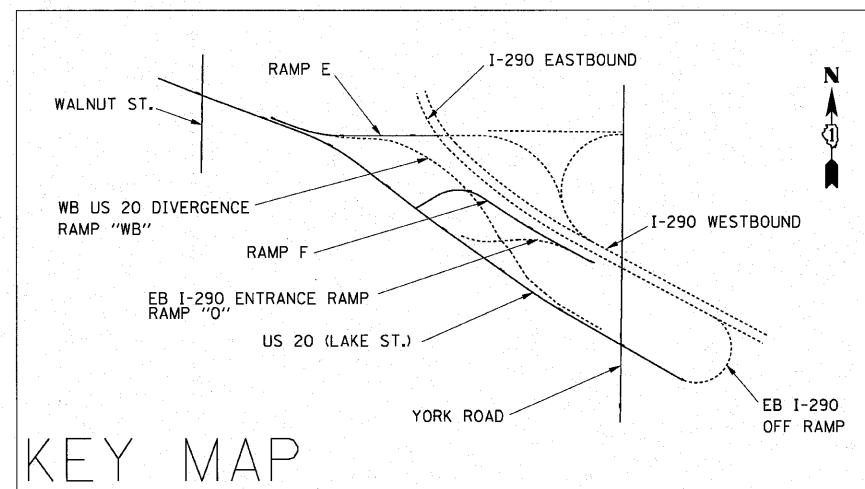 I-290 EASTBOUND
RAMP E
N
WALNUT ST.
1
WB US 20 DIVERGENCE
RAMP "WB"
I-290 WESTBOUND
RAMP F
EB I-290 ENTRANCE RAMP
RAMP "O"
US 20 (LAKE ST.)
YORK ROAD
EB I-290
OFF RAMP
KEY MAP